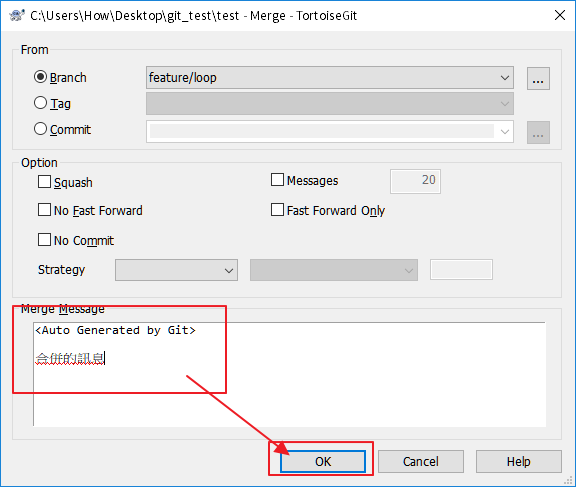 C:\Users\How\Desktop\git_test\test - Merge - TortoiseGit
From
Branch
feature/loop
...
Tag
Commit
...
Option
Squash
Messages
20
No Fast Forward
Fast Forward Only
No Commit
Strategy
Merge Message
<Auto Generated by Git>
合併的訊息
OK
Cancel
Help